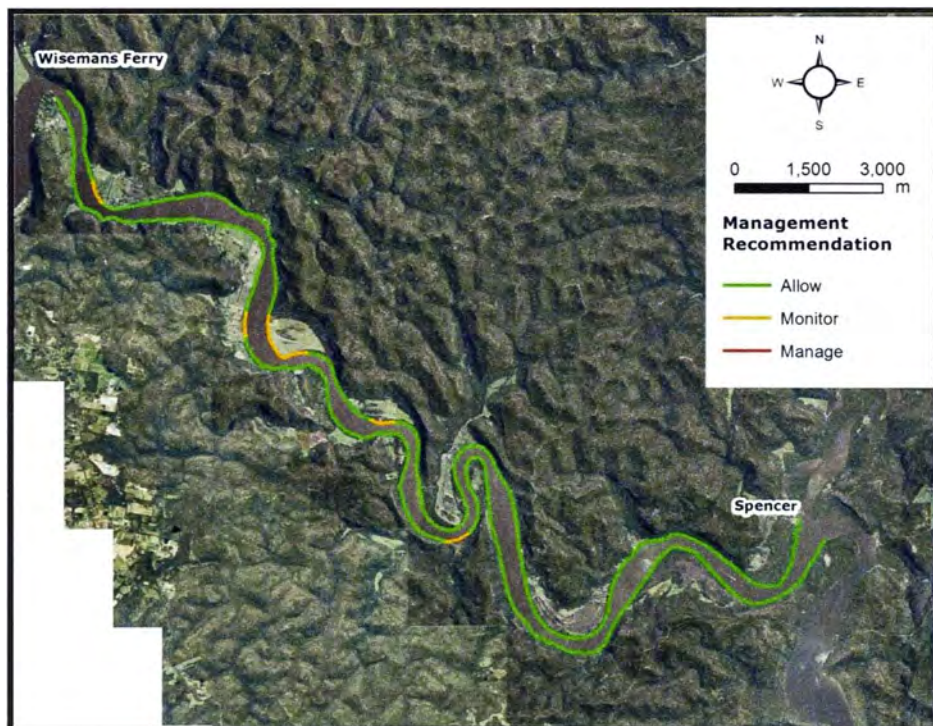 Wisemans Ferry
N
W E
S
0 1,500 3,000
m
Management
Recommendation
Allow
Monitor
Manage
Spencer